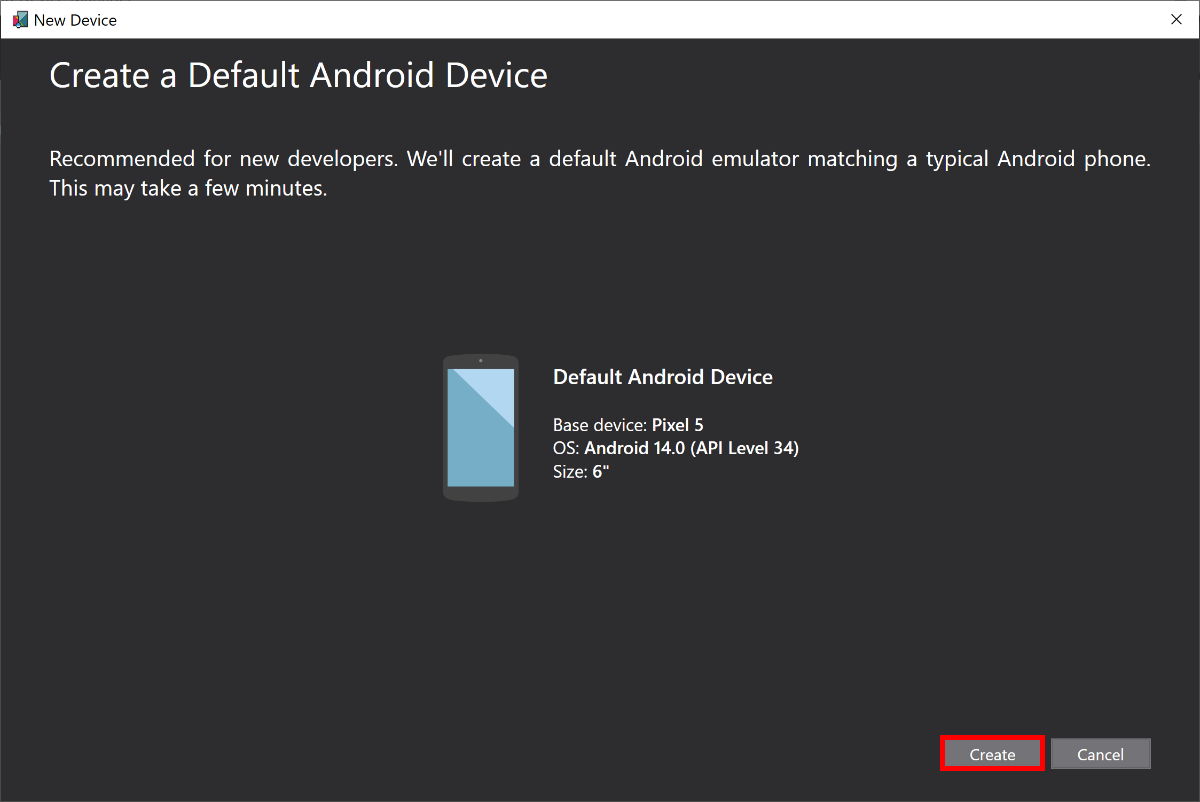 New Device
Create a Default Android Device
Recommended for new developers. We'll create a default Android emulator matching a typical Android phone.
This may take a few minutes.
Default Android Device
Base device: Pixel 5
OS: Android 14.0 (API Level 34)
Size: 6"
Create
Cancel